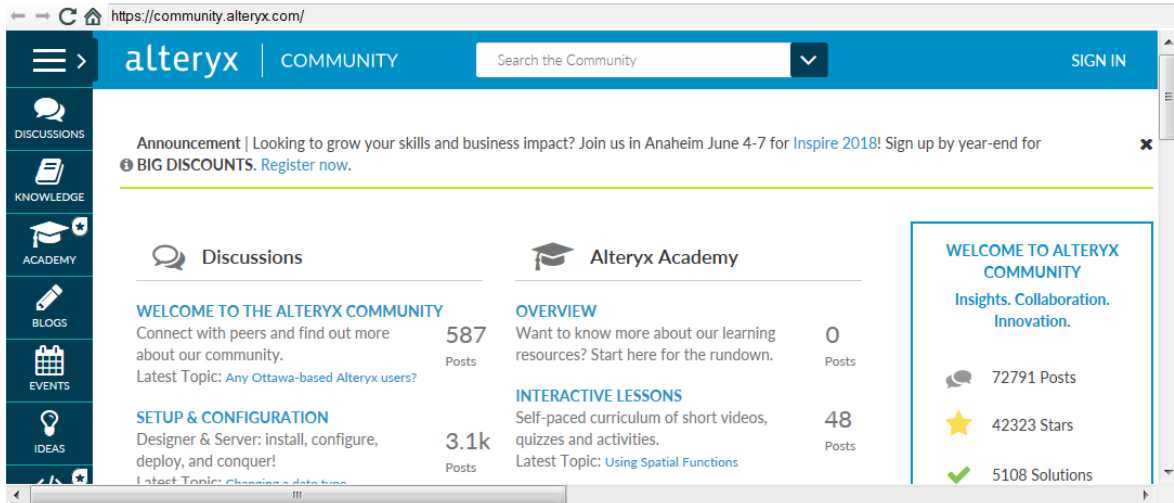 https://community.alteryx.com/
alteryx | COMMUNITY
Search the Community
SIGN IN
DISCUSSIONS
KNOWLEDGE
ACADEMY
BLOGS
EVENTS
IDEAS
Announcement | Looking to grow your skills and business impact? Join us in Anaheim June 4-7 for Inspire 2018! Sign up by year-end for
BIG DISCOUNTS. Register now.
Discussions
WELCOME TO THE ALTERYX COMMUNITY
Connect with peers and find out more
about our community.
Latest Topic: Any Ottawa-based Alteryx users?
587
Posts
SETUP & CONFIGURATION
Designer & Server: install, configure,
deploy, and conquer!
Latest Topic: Changing a date type
3.1k
Posts
Alteryx Academy
OVERVIEW
Want to know more about our learning
resources? Start here for the rundown.
0
Posts
INTERACTIVE LESSONS
Self-paced curriculum of short videos,
quizzes and activities.
Latest Topic: Using Spatial Functions
48
Posts
WELCOME TO ALTERYX
COMMUNITY
Insights. Collaboration.
Innovation.
72791 Posts
42323 Stars
5108 Solutions